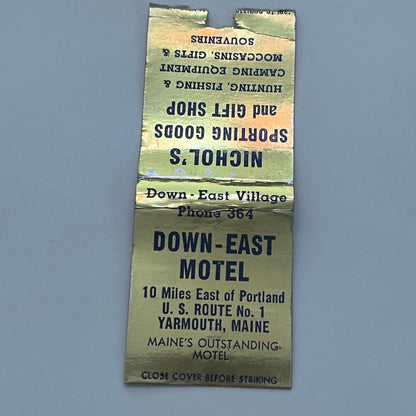 NICHOL'S
SPORTING GOODS
and GIFT SHOP
HUNTING, FISHING &
CAMPING EQUIPMENT
MOCCASINS, GIFTS &
SOUVENIRS
Down - East Village
Phone 364
DOWN-EAST
MOTEL
10 Miles East of Portland
U. S. ROUTE No. 1
YARMOUTH, MAINE
MAINE'S OUTSTANDING
MOTEL
CLOSE COVER BEFORE STRIKING